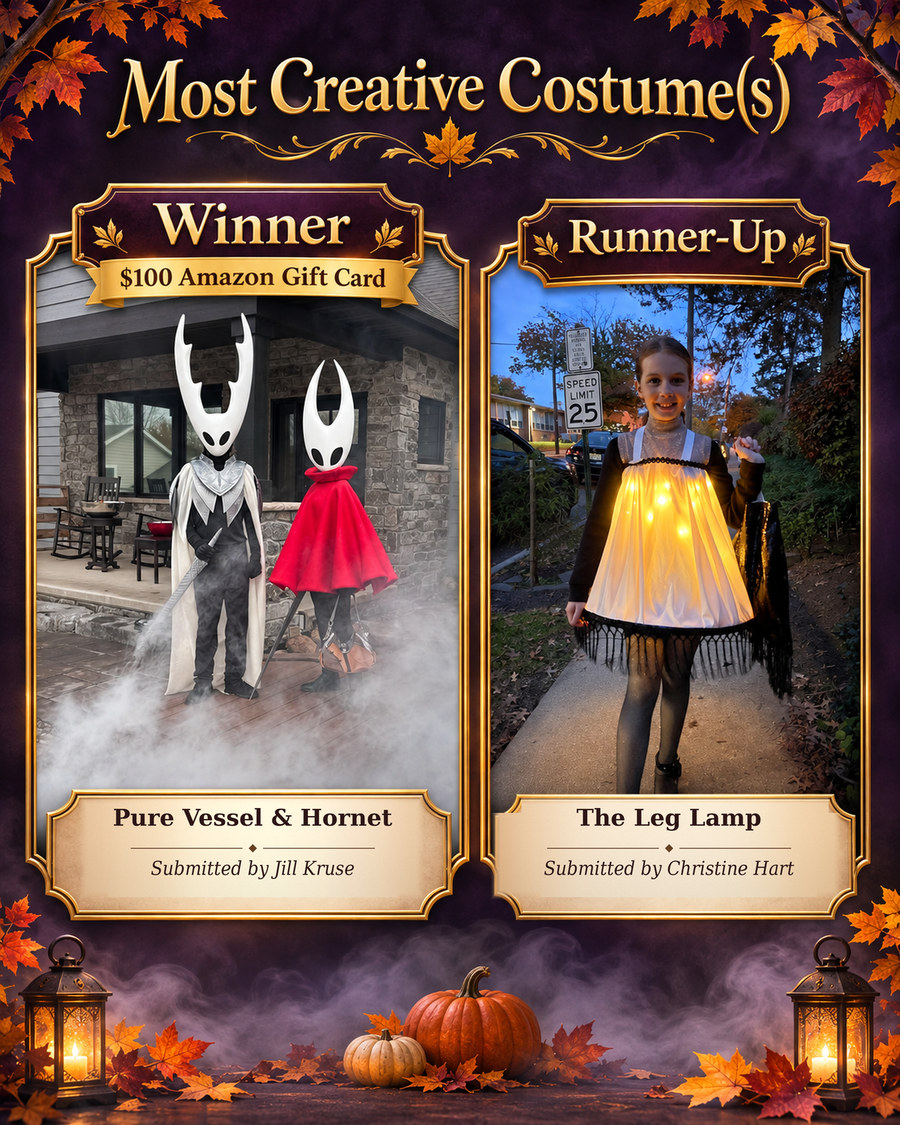 Most Creative Costume(s)
Winner
$100 Amazon Gift Card
Runner-Up
SPEED
LIMIT
25
Pure Vessel & Hornet
Submitted by Jill Kruse
The Leg Lamp
Submitted by Christine Hart